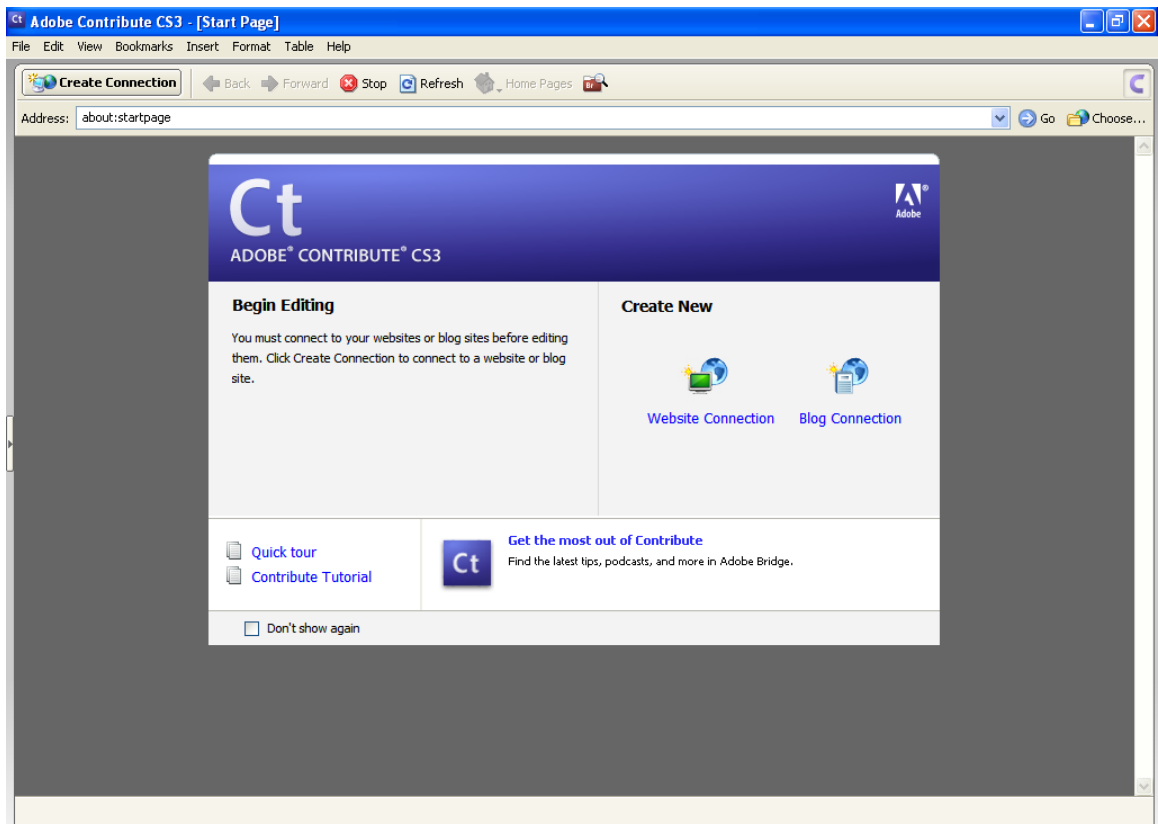 Ct Adobe Contribute CS3 - [Start Page]
File Edit View Bookmarks Insert Format Table Help
Create Connection Back Forward Stop Refresh Home Pages Br
Address: about:startpage Go Choose...
Ct
Adobe
ADOBE® CONTRIBUTE® CS3
Begin Editing
You must connect to your websites or blog sites before editing
them. Click Create Connection to connect to a website or blog
site.
Create New
Website Connection Blog Connection
Quick tour
Contribute Tutorial
Ct
Get the most out of Contribute
Find the latest tips, podcasts, and more in Adobe Bridge.
Don't show again